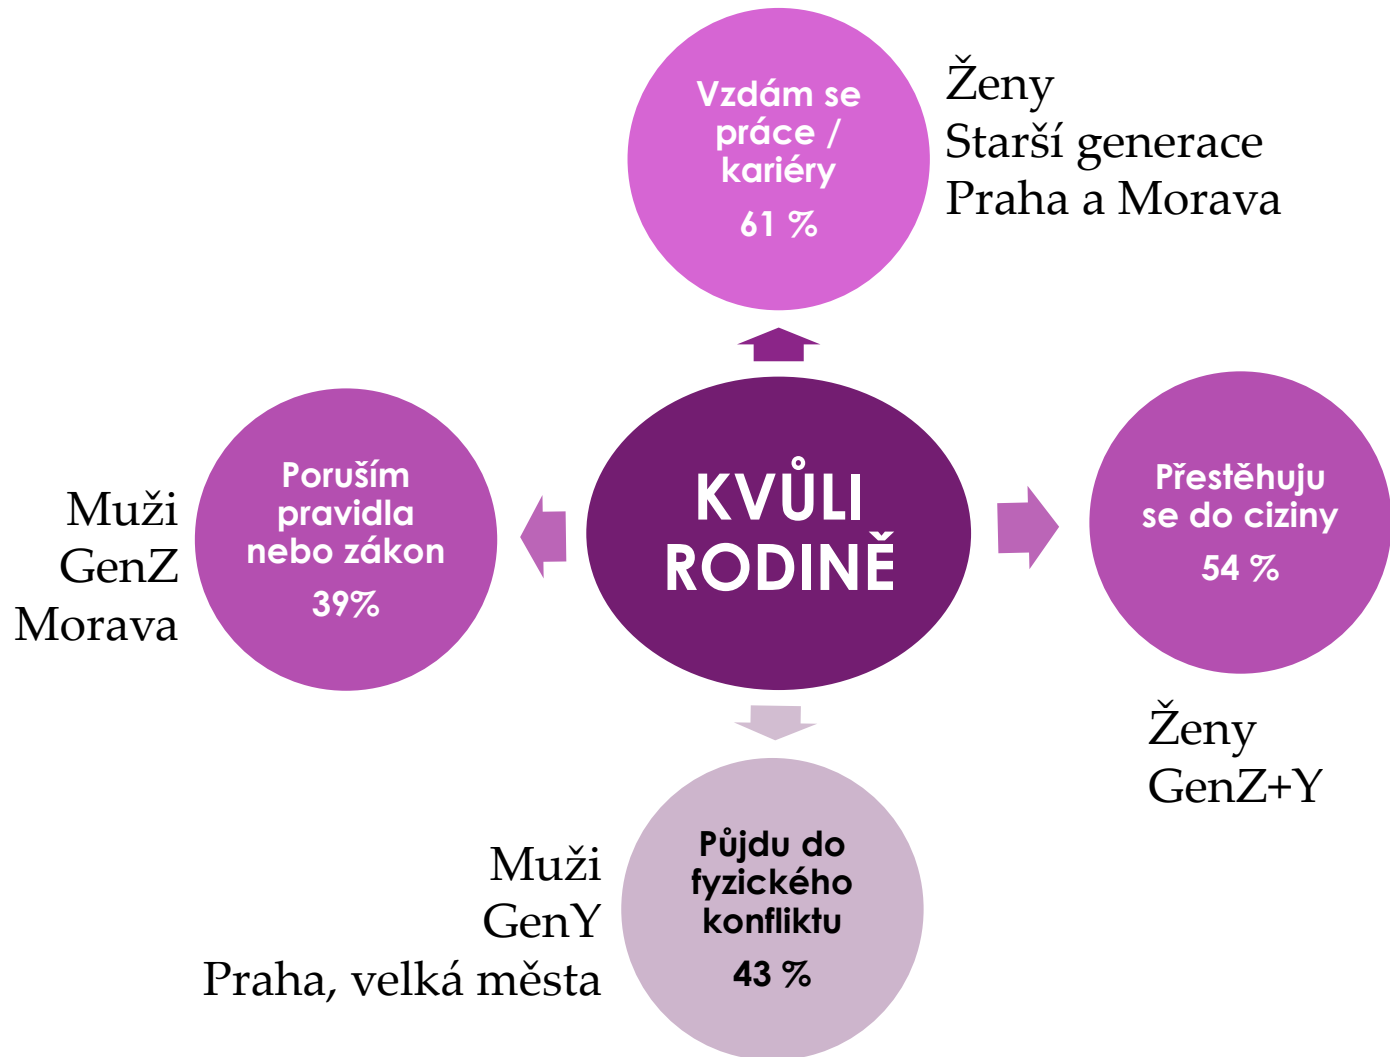 Vzdám se
práce /
kariéry
61 %
Ženy
Starší generace
Praha a Morava
Muži
GenZ
Morava
Poruším
pravidla
nebo zákon
39%
KVŮLI
RODINĚ
Přestěhuju
se do ciziny
54 %
Ženy
GenZ+Y
Muži
GenY
Praha, velká města
Půjdu do
fyzického
konfliktu
43 %